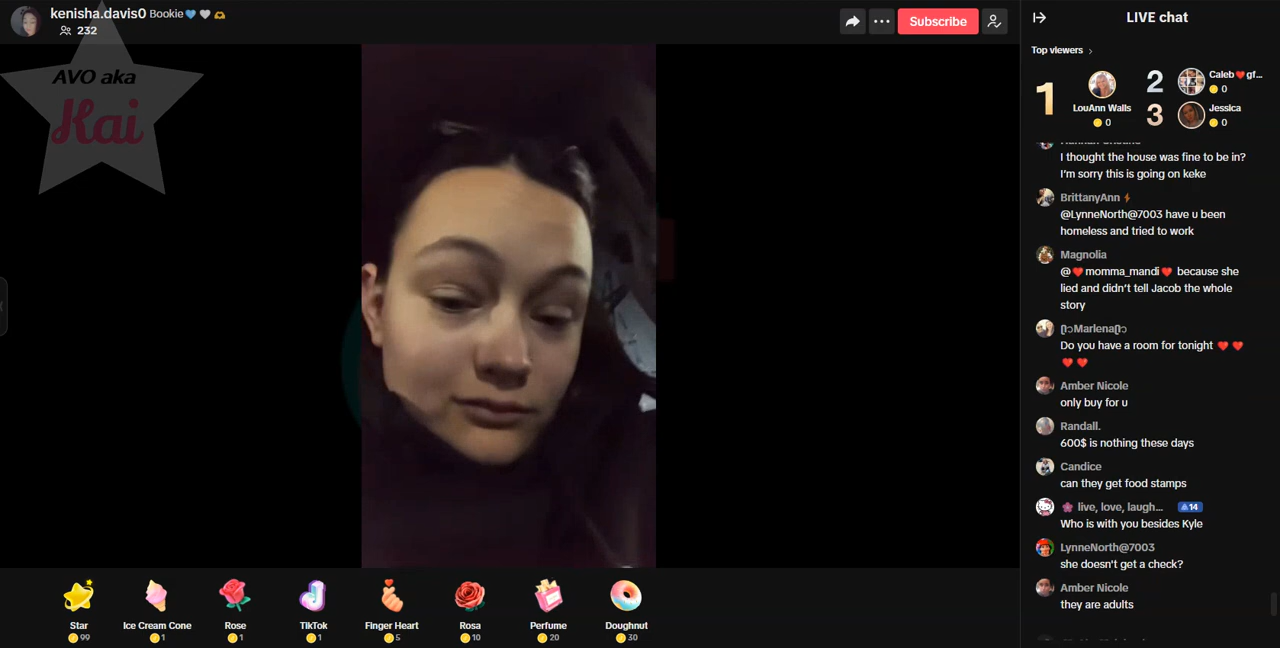 kenisha.davis0 Bookie🩵🤍🫶
232
Subscribe
AVO aka
Kai
LIVE chat
Top viewers
1
LouAnn Walls
0
2
Caleb❤️gf...
0
3
Jessica
0
I thought the house was fine to be in?
I'm sorry this is going on keke
BrittanyAnn⚡
@LynneNorth@7003 have u been
homeless and tried to work
Magnolia
@❤️momma_mandi❤️ because she
lied and didn't tell Jacob the whole
story
Marlena
Do you have a room for tonight ❤️❤️
❤️❤️
Amber Nicole
only buy for u
Randall.
600$ is nothing these days
Candice
can they get food stamps
🌸 live, love, laugh... 14
Who is with you besides Kyle
LynneNorth@7003
she doesn't get a check?
Amber Nicole
they are adults
Star
99
Ice Cream Cone
1
Rose
1
TikTok
1
Finger Heart
5
Rosa
10
Perfume
20
Doughnut
30